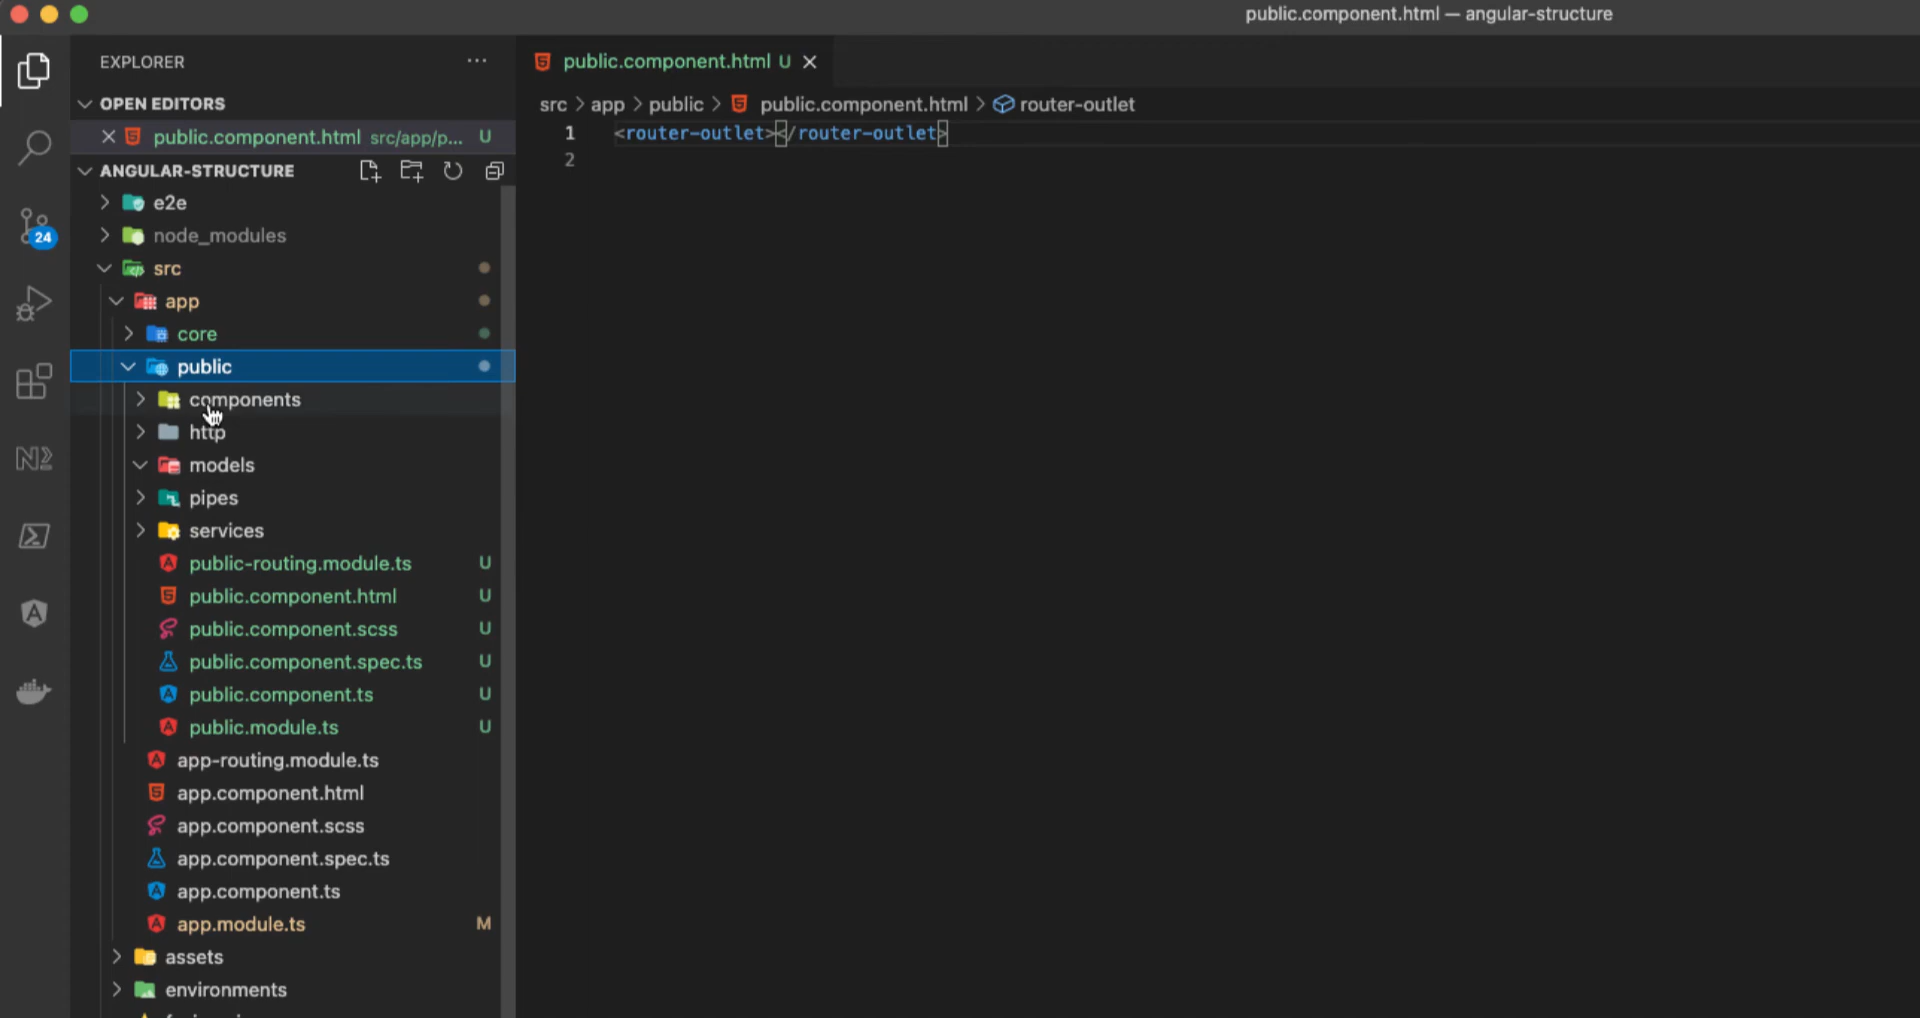 public.component.html — angular-structure
EXPLORER
OPEN EDITORS
public.component.html src/app/p... U
ANGULAR-STRUCTURE
e2e
node_modules
src
app
core
public
components
http
models
pipes
services
public-routing.module.ts U
public.component.html U
public.component.scss U
public.component.spec.ts U
public.component.ts U
public.module.ts U
app-routing.module.ts
app.component.html
app.component.scss
app.component.spec.ts
app.component.ts
app.module.ts M
assets
environments
24
public.component.html U
src > app > public > public.component.html > router-outlet
1 <router-outlet></router-outlet>
2